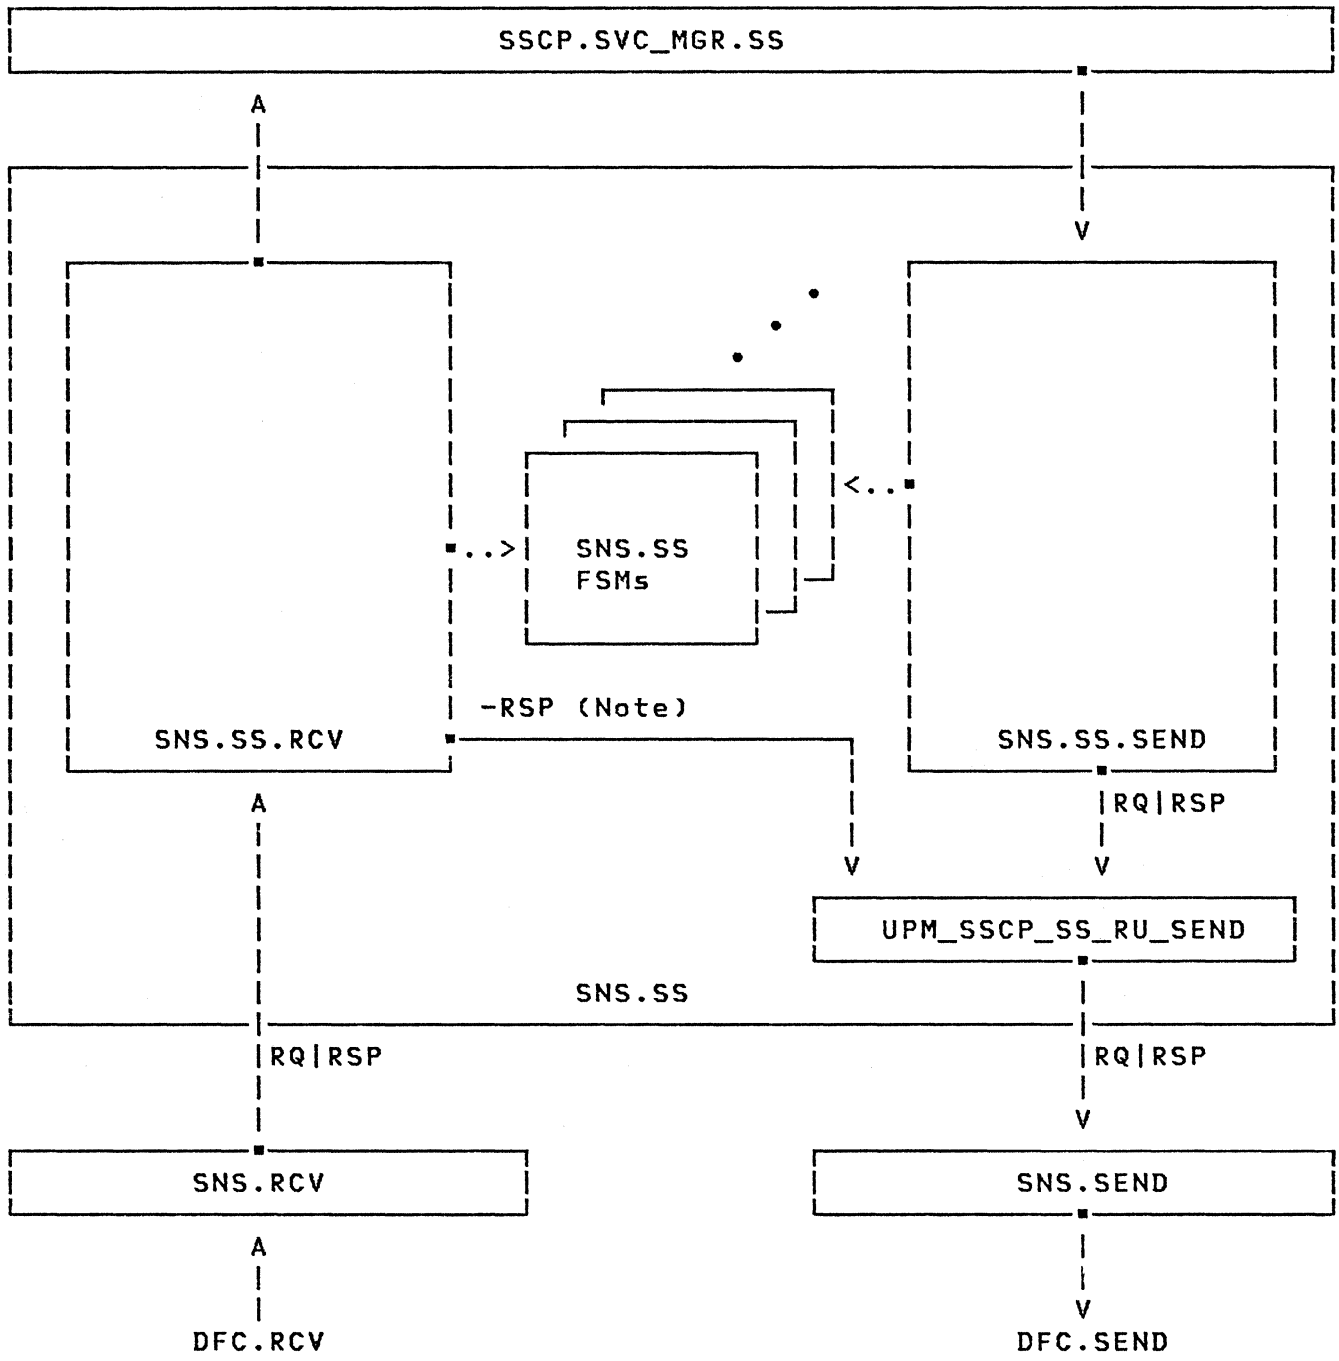 SSCP.SVC_MGR.SS
A
V
<..
..>
SNS.SS
FSMs
-RSP (Note)
SNS.SS.RCV
SNS.SS.SEND
A
RQ|RSP
V
V
UPM_SSCP_SS_RU_SEND
SNS.SS
RQ|RSP
RQ|RSP
V
SNS.RCV
SNS.SEND
A
V
DFC.RCV
DFC.SEND